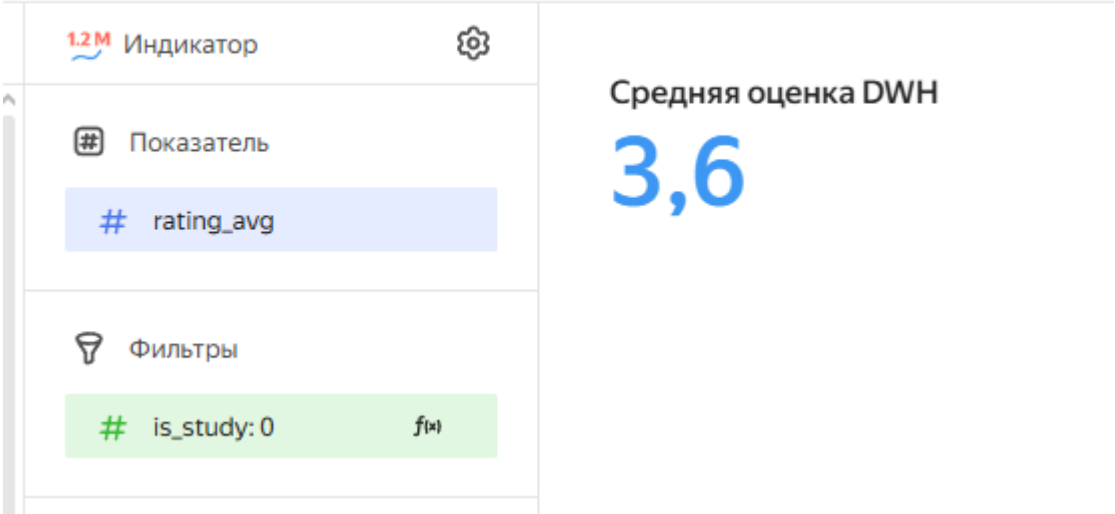 1.2 M Индикатор
Показатель
# rating_avg
Фильтры
# is_study: 0 f(x)
Средняя оценка DWH
3,6